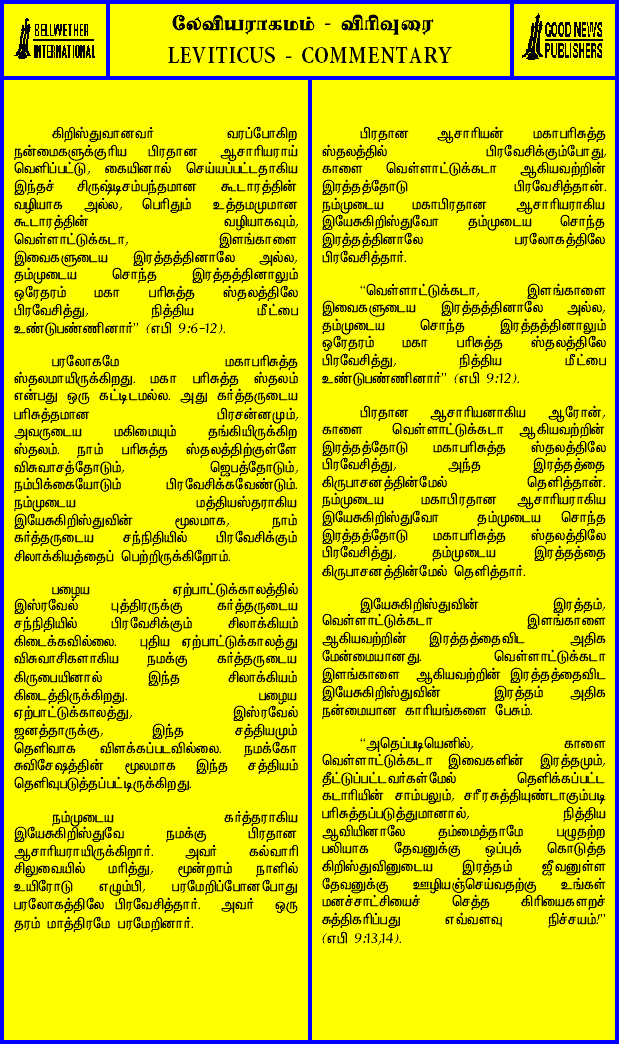 BELLWETHER
INTERNATIONAL
லேவியராகமம் - விரிவுரை
LEVITICUS - COMMENTARY
GOOD NEWS
PUBLISHERS
கிறிஸ்துவானவர் வரப்போகிற
நன்மைகளுக்குரிய பிரதான ஆசாரியராய்
வெளிப்பட்டு, கையினால் செய்யப்பட்டதாகிய
இந்தச் சிருஷ்டிசம்பந்தமான கூடாரத்தின்
வழியாக அல்ல, பெரிதும் உத்தமமுமான
கூடாரத்தின் வழியாகவும்,
வெள்ளாட்டுக்கடா, இளங்காளை
இவைகளுடைய இரத்தத்தினாலே அல்ல,
தம்முடைய சொந்த இரத்தத்தினாலும்
ஒரேதரம் மகா பரிசுத்த ஸ்தலத்திலே
பிரவேசித்து, நித்திய மீட்பை
உண்டுபண்ணினார்” (எபி 9:6-12).
பரலோகமே மகாபரிசுத்த
ஸ்தலமாயிருக்கிறது. மகா பரிசுத்த ஸ்தலம்
என்பது ஒரு கட்டிடமல்ல. அது கர்த்தருடைய
பரிசுத்தமான பிரசன்னமும்,
அவருடைய மகிமையும் தங்கியிருக்கிற
ஸ்தலம். நாம் பரிசுத்த ஸ்தலத்திற்குள்ளே
விசுவாசத்தோடும், ஜெபத்தோடும்,
நம்பிக்கையோடும் பிரவேசிக்கவேண்டும்.
நம்முடைய மத்தியஸ்தராகிய
இயேசுகிறிஸ்துவின் மூலமாக, நாம்
கர்த்தருடைய சந்நிதியில் பிரவேசிக்கும்
சிலாக்கியத்தைப் பெற்றிருக்கிறோம்.
பழைய ஏற்பாட்டுக்காலத்தில்
இஸ்ரவேல் புத்திரருக்கு கர்த்தருடைய
சந்நிதியில் பிரவேசிக்கும் சிலாக்கியம்
கிடைக்கவில்லை. புதிய ஏற்பாட்டுக்காலத்து
விசுவாசிகளாகிய நமக்கு கர்த்தருடைய
கிருபையினால் இந்த சிலாக்கியம்
கிடைத்திருக்கிறது. பழைய
ஏற்பாட்டுக்காலத்து, இஸ்ரவேல்
ஜனத்தாருக்கு, இந்த சத்தியமும்
தெளிவாக விளக்கப்படவில்லை. நமக்கோ
சுவிசேஷத்தின் மூலமாக இந்த சத்தியம்
தெளிவுபடுத்தப்பட்டிருக்கிறது.
நம்முடைய கர்த்தராகிய
இயேசுகிறிஸ்துவே நமக்கு பிரதான
ஆசாரியராயிருக்கிறார். அவர் கல்வாரி
சிலுவையில் மரித்து, மூன்றாம் நாளில்
உயிரோடு எழும்பி, பரமேறிப்போனபோது
பரலோகத்திலே பிரவேசித்தார். அவர் ஒரு
தரம் மாத்திரமே பரமேறினார்.
பிரதான ஆசாரியன் மகாபரிசுத்த
ஸ்தலத்தில் பிரவேசிக்கும்போது,
காளை வெள்ளாட்டுக்கடா ஆகியவற்றின்
இரத்தத்தோடு பிரவேசித்தான்.
நம்முடைய மகாபிரதான ஆசாரியராகிய
இயேசுகிறிஸ்துவோ தம்முடைய சொந்த
இரத்தத்தினாலே பரலோகத்திலே
பிரவேசித்தார்.
“வெள்ளாட்டுக்கடா, இளங்காளை
இவைகளுடைய இரத்தத்தினாலே அல்ல,
தம்முடைய சொந்த இரத்தத்தினாலும்
ஒரேதரம் மகா பரிசுத்த ஸ்தலத்திலே
பிரவேசித்து, நித்திய மீட்பை
உண்டுபண்ணினார்” (எபி 9:12).
பிரதான ஆசாரியனாகிய ஆரோன்,
காளை வெள்ளாட்டுக்கடா ஆகியவற்றின்
இரத்தத்தோடு மகாபரிசுத்த ஸ்தலத்திலே
பிரவேசித்து, அந்த இரத்தத்தை
கிருபாசனத்தின்மேல் தெளித்தான்.
நம்முடைய மகாபிரதான ஆசாரியராகிய
இயேசுகிறிஸ்துவோ தம்முடைய சொந்த
இரத்தத்தோடு மகாபரிசுத்த ஸ்தலத்திலே
பிரவேசித்து, தம்முடைய இரத்தத்தை
கிருபாசனத்தின்மேல் தெளித்தார்.
இயேசுகிறிஸ்துவின் இரத்தம்,
வெள்ளாட்டுக்கடா இளங்காளை
ஆகியவற்றின் இரத்தத்தைவிட அதிக
மேன்மையானது. வெள்ளாட்டுக்கடா
இளங்காளை ஆகியவற்றின் இரத்தத்தைவிட
இயேசுகிறிஸ்துவின் இரத்தம் அதிக
நன்மையான காரியங்களை பேசும்.
“அதெப்படியெனில், காளை
வெள்ளாட்டுக்கடா இவைகளின் இரத்தமும்,
தீட்டுப்பட்டவர்கள்மேல் தெளிக்கப்பட்ட
கடாரியின் சாம்பலும், சரீரசுத்தியுண்டாகும்படி
பரிசுத்தப்படுத்துமானால், நித்திய
ஆவியினாலே தம்மைத்தாமே பழுதற்ற
பலியாக தேவனுக்கு ஒப்புக் கொடுத்த
கிறிஸ்துவினுடைய இரத்தம் ஜீவனுள்ள
தேவனுக்கு ஊழியஞ்செய்வதற்கு உங்கள்
மனச்சாட்சியைச் செத்த கிரியைகளறச்
சுத்திகரிப்பது எவ்வளவு நிச்சயம்!”
(எபி 9:13,14).